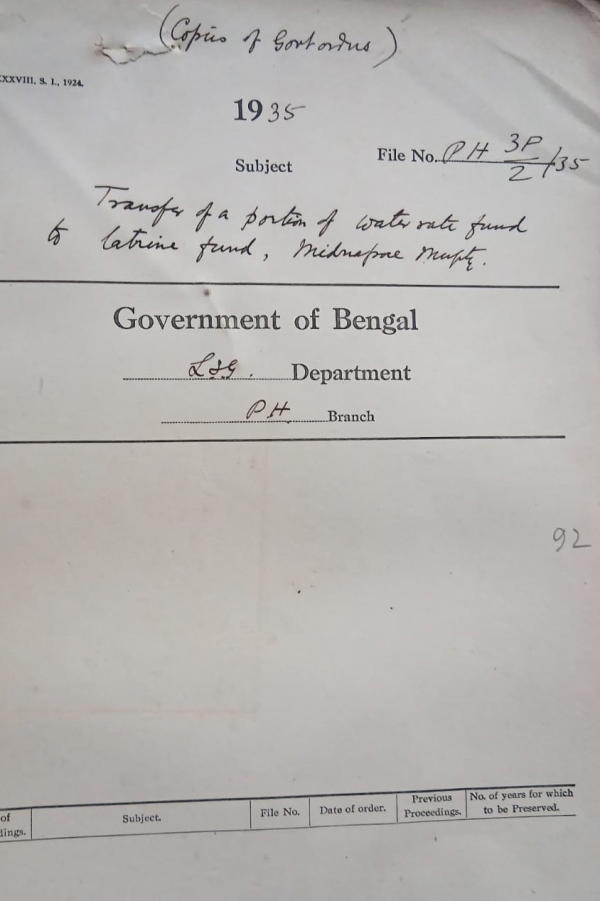 (Copies of Govt orders)
XXVIII, S. I., 1924.
1935
File No. PH 3P/2/35
Subject
Transfer of a portion of water rate fund
to latrine fund, Midnapore Mupty.
Government of Bengal
LSG. Department
PH Branch
92
of
dings.
Subject.
File No.
Date of order.
Previous
Proceedings.
No. of years for which
to be Preserved.